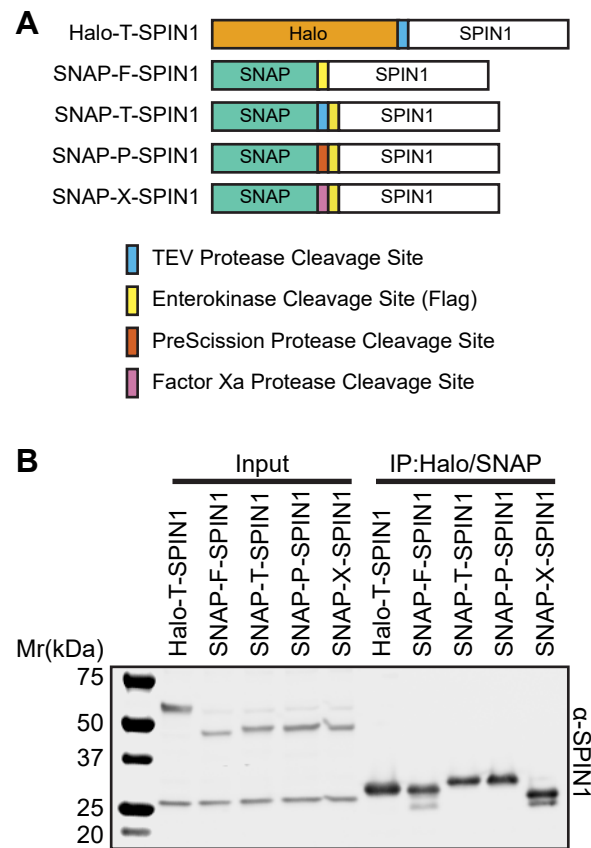 A
Halo-T-SPIN1 Halo SPIN1
SNAP-F-SPIN1 SNAP SPIN1
SNAP-T-SPIN1 SNAP SPIN1
SNAP-P-SPIN1 SNAP SPIN1
SNAP-X-SPIN1 SNAP SPIN1
TEV Protease Cleavage Site
Enterokinase Cleavage Site (Flag)
PreScission Protease Cleavage Site
Factor Xa Protease Cleavage Site
B
Input IP:Halo/SNAP
Halo-T-SPIN1
SNAP-F-SPIN1
SNAP-T-SPIN1
SNAP-P-SPIN1
SNAP-X-SPIN1
Halo-T-SPIN1
SNAP-F-SPIN1
SNAP-T-SPIN1
SNAP-P-SPIN1
SNAP-X-SPIN1
Mr(kDa)
75
50
37
25
20
α-SPIN1